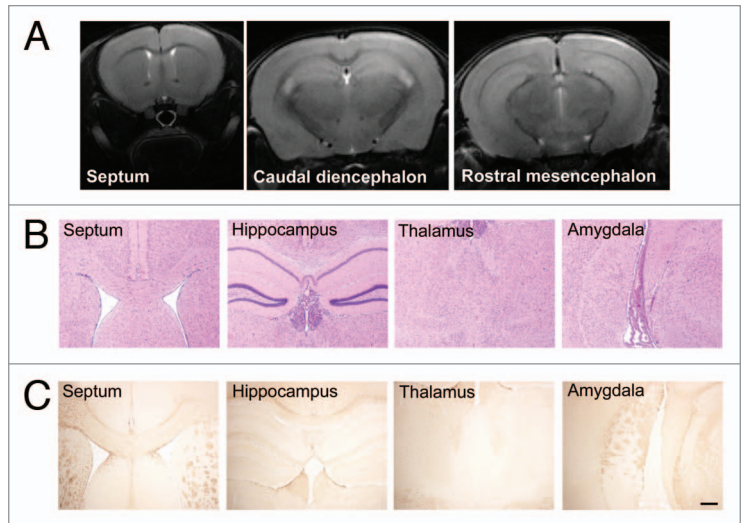 A
Septum
Caudal diencephalon
Rostral mesencephalon
B
Septum
Hippocampus
Thalamus
Amygdala
C
Septum
Hippocampus
Thalamus
Amygdala